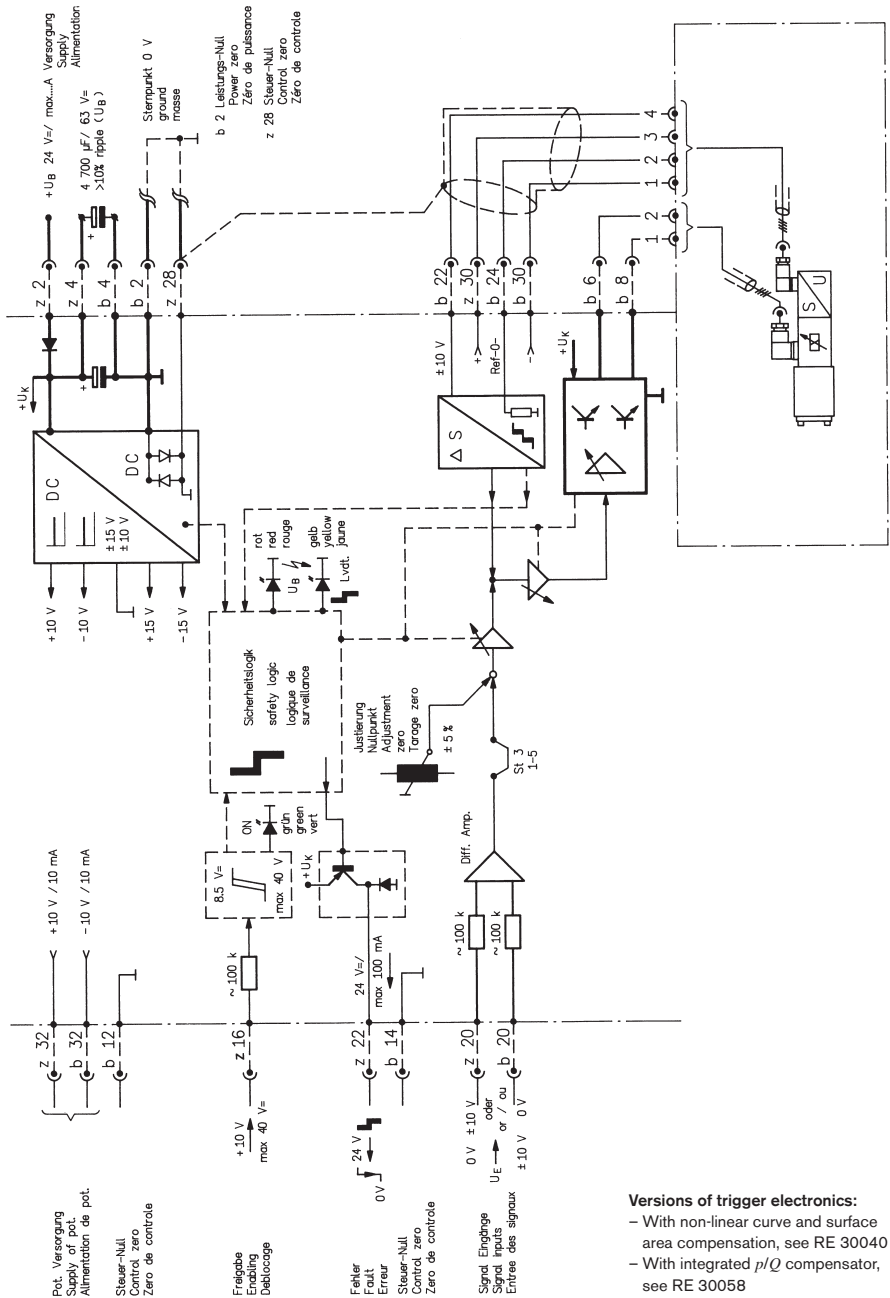 +U_B 24 V=/ max....A Versorgung
Supply
Alimentation
4 700 µF/ 63 V=
>10% ripple (U_B)
Sternpunkt 0 V
ground
masse
b 2 Leistungs-Null
Power zero
Zéro de puissance
z 28 Steuer-Null
Control zero
Zéro de controle
z 2
z 4
b 4
b 2
z 28
+
+
+U_K
DC
DC
±15 V
±10 V
+10 V
-10 V
+15 V
-15 V
b 22
z 30
b 24
b 30
b 6
b 8
4
3
2
1
2
1
±10 V
+
Ref-0-
-
S
+U_K
S
U
rot
red
rouge
U_B
gelb
yellow
jaune
Lvdt.
Sicherheitslogik
safety logic
logique de
surveillance
Justierung
Nullpunkt
Adjustment
zero
Tarage zero
±5 %
St 3
1-5
ON
grün
green
vert
8.5 V=
max 40 V
+U_K
Diff. Amp.
~100 k
24 V=/
max 100 mA
~100 k
~100 k
+10 V / 10 mA
-10 V / 10 mA
z 32
b 32
b 12
z 16
z 22
b 14
z 20
b 20
+10 V
max 40 V=
24 V
0V
0V ±10 V
oder
U_E
or / ou
±10 V 0V
Pot. Versorgung
Supply of pot.
Alimentation de pot.
Steuer-Null
Control zero
Zero de controle
Freigabe
Enabling
Deblocage
Fehler
Fault
Erreur
Steuer-Null
Control zero
Zero de controle
Signal Eingänge
Signal inputs
Entree des signaux
Versions of trigger electronics:
– With non-linear curve and surface
area compensation, see RE 30040
– With integrated p/Q compensator,
see RE 30058